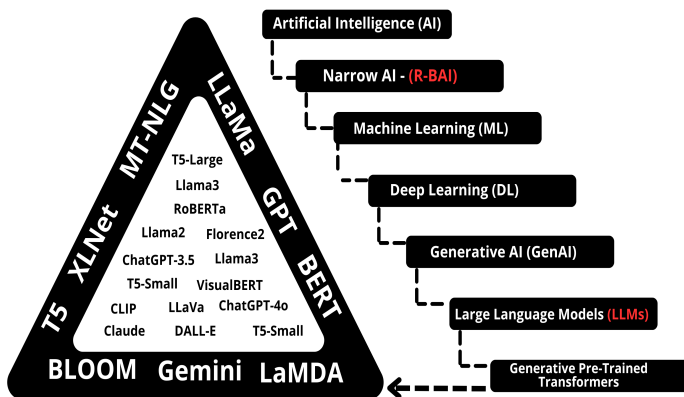 Artificial Intelligence (AI)
Narrow AI - (R-BAI)
Machine Learning (ML)
Deep Learning (DL)
Generative AI (GenAI)
Large Language Models (LLMs)
Generative Pre-Trained
Transformers
T5 XLNet MT-NLG
LLaMa GPT BERT
BLOOM Gemini LaMDA
T5-Large
Llama3
RoBERTa
Llama2 Florence2
ChatGPT-3.5 Llama3
T5-Small VisualBERT
CLIP LLaVa ChatGPT-4o
Claude DALL-E T5-Small